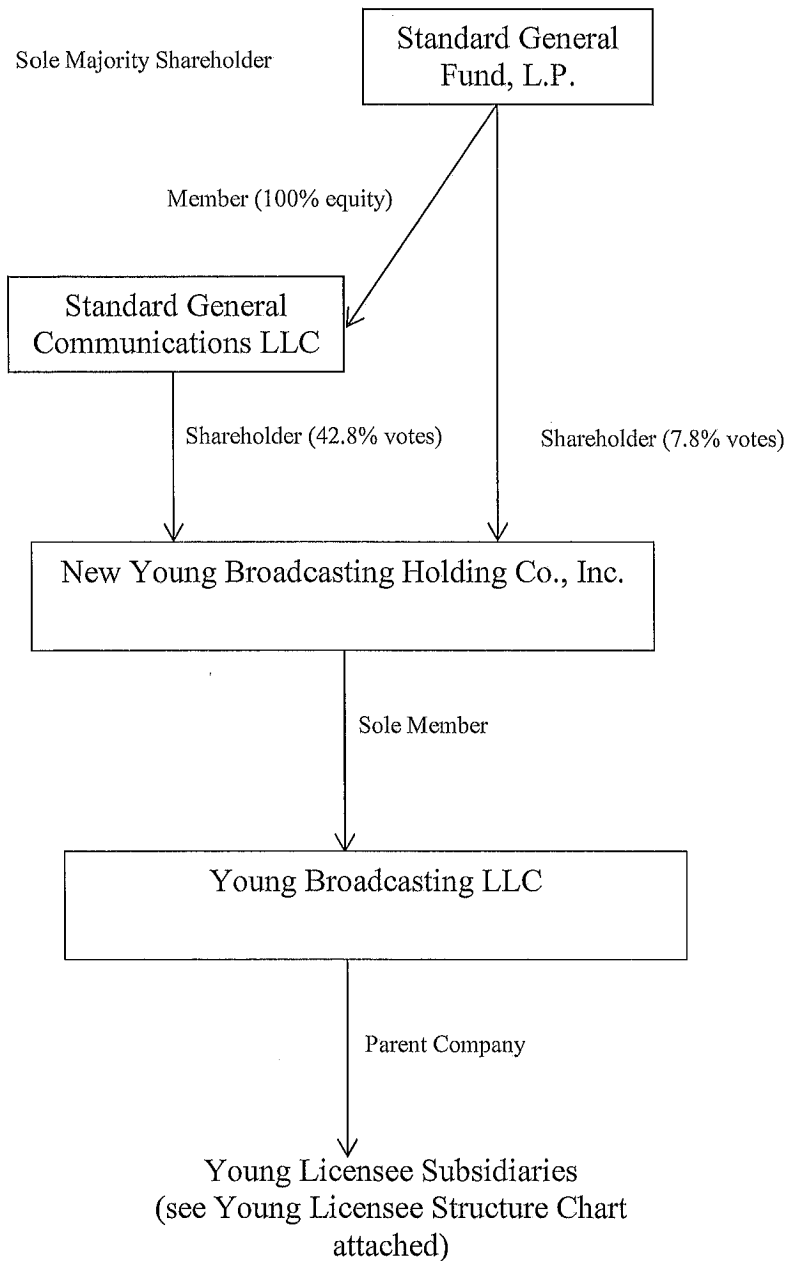 Sole Majority Shareholder
Standard General
Fund, L.P.
Member (100% equity)
Standard General
Communications LLC
Shareholder (42.8% votes)
Shareholder (7.8% votes)
New Young Broadcasting Holding Co., Inc.
Sole Member
Young Broadcasting LLC
Parent Company
Young Licensee Subsidiaries
(see Young Licensee Structure Chart
attached)